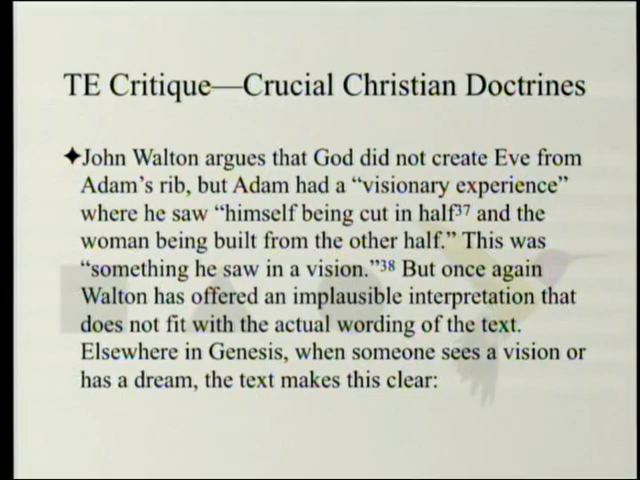 TE Critique—Crucial Christian Doctrines
✦John Walton argues that God did not create Eve from
Adam's rib, but Adam had a “visionary experience”
where he saw “himself being cut in half³⁷ and the
woman being built from the other half.” This was
“something he saw in a vision.”³⁸ But once again
Walton has offered an implausible interpretation that
does not fit with the actual wording of the text.
Elsewhere in Genesis, when someone sees a vision or
has a dream, the text makes this clear: